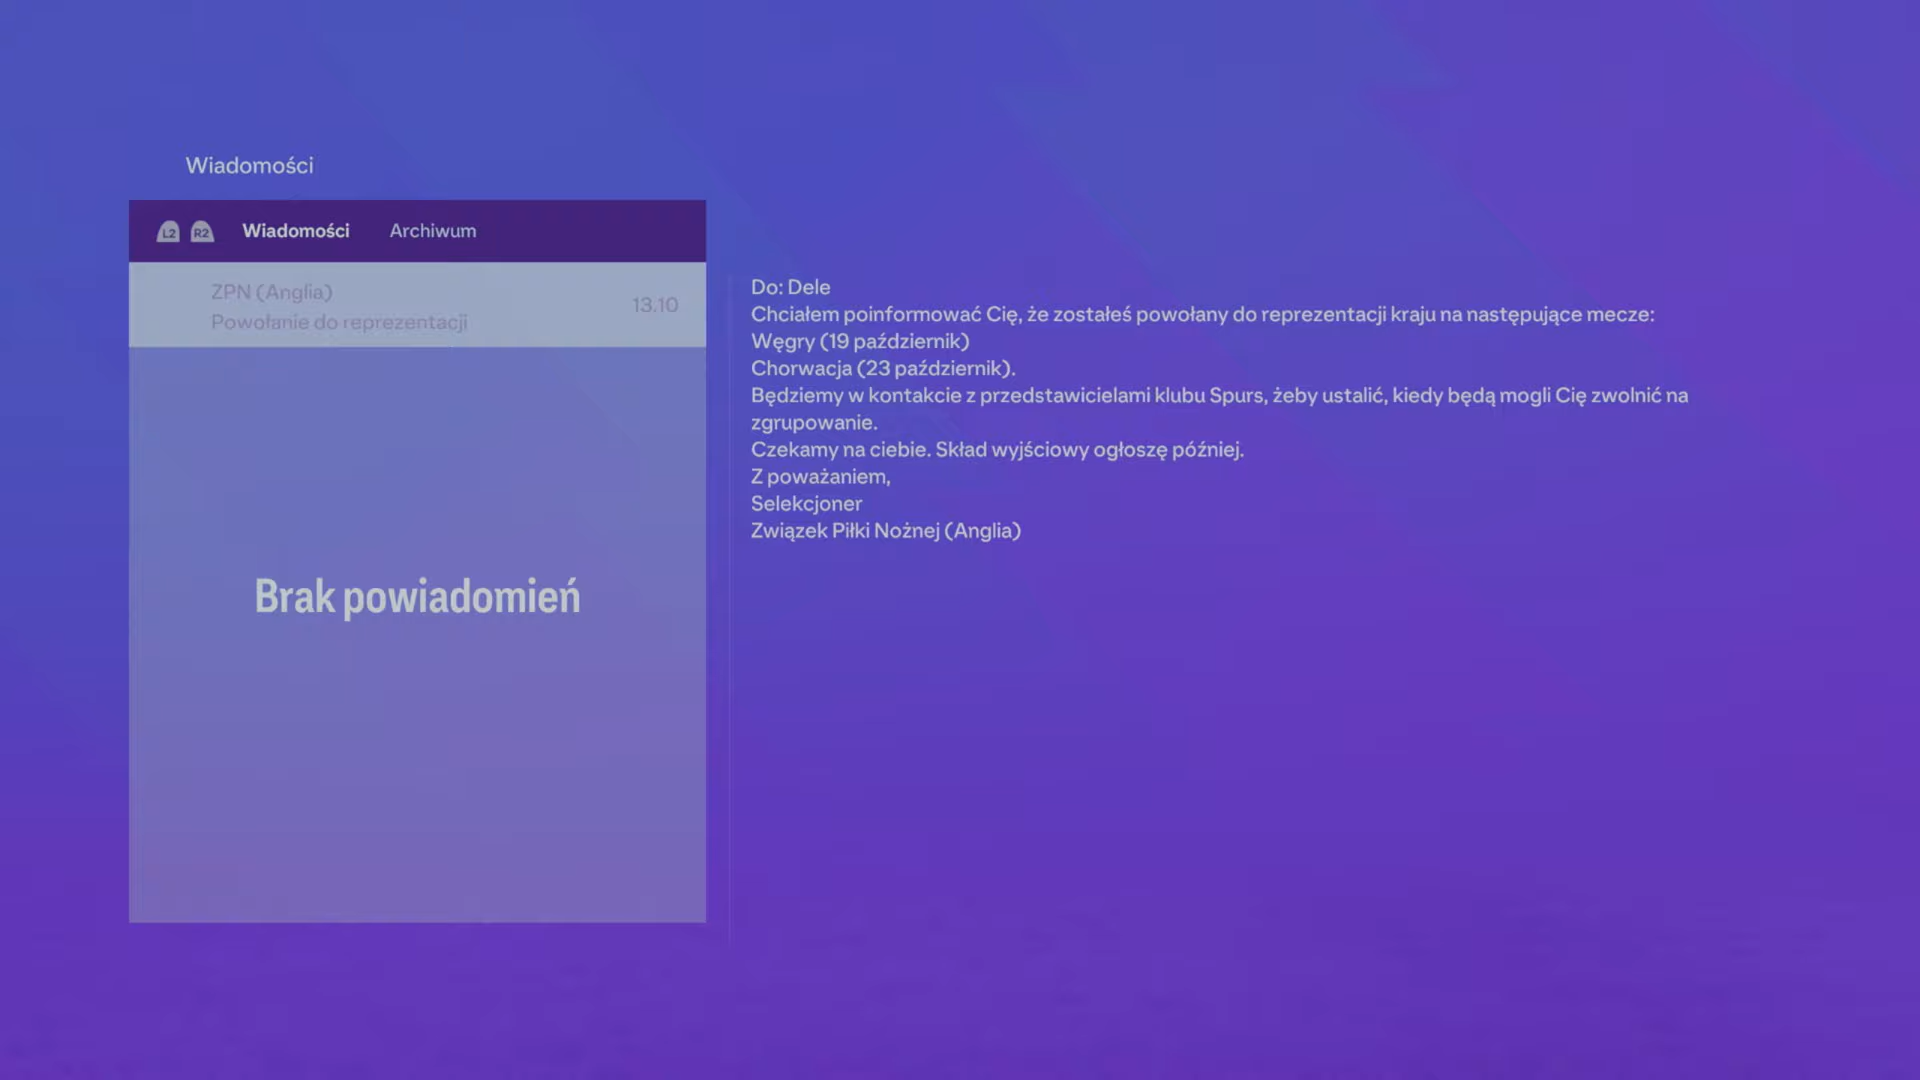 Wiadomości
L2 R2 Wiadomości Archiwum
ZPN (Anglia)
13.10
Powołanie do reprezentacji
Brak powiadomień
Do: Dele
Chciałem poinformować Cię, że zostałeś powołany do reprezentacji kraju na następujące mecze:
Węgry (19 październik)
Chorwacja (23 październik).
Będziemy w kontakcie z przedstawicielami klubu Spurs, żeby ustalić, kiedy będą mogli Cię zwolnić na
zgrupowanie.
Czekamy na ciebie. Skład wyjściowy ogłoszę później.
Z poważaniem,
Selekcjoner
Związek Piłki Nożnej (Anglia)